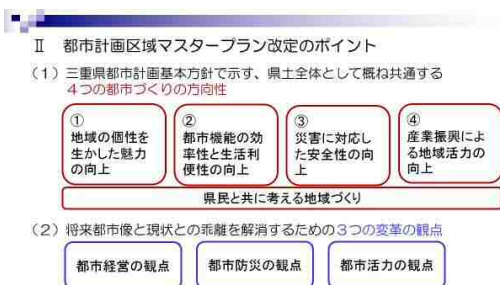 Ⅱ 都市計画区域マスタープラン改定のポイント
（1）三重県都市計画基本方針で示す、県土全体として概ね共通する
４つの都市づくりの方向性
①
地域の個性を
生かした魅力
の向上
②
都市機能の効
率性と生活利
便性の向上
③
災害に対応し
た安全性の向
上
④
産業振興によ
る地域活力の
向上
県民と共に考える地域づくり
（2）将来都市像と現状との乖離を解消するための３つの変革の観点
都市経営の観点
都市防災の観点
都市活力の観点